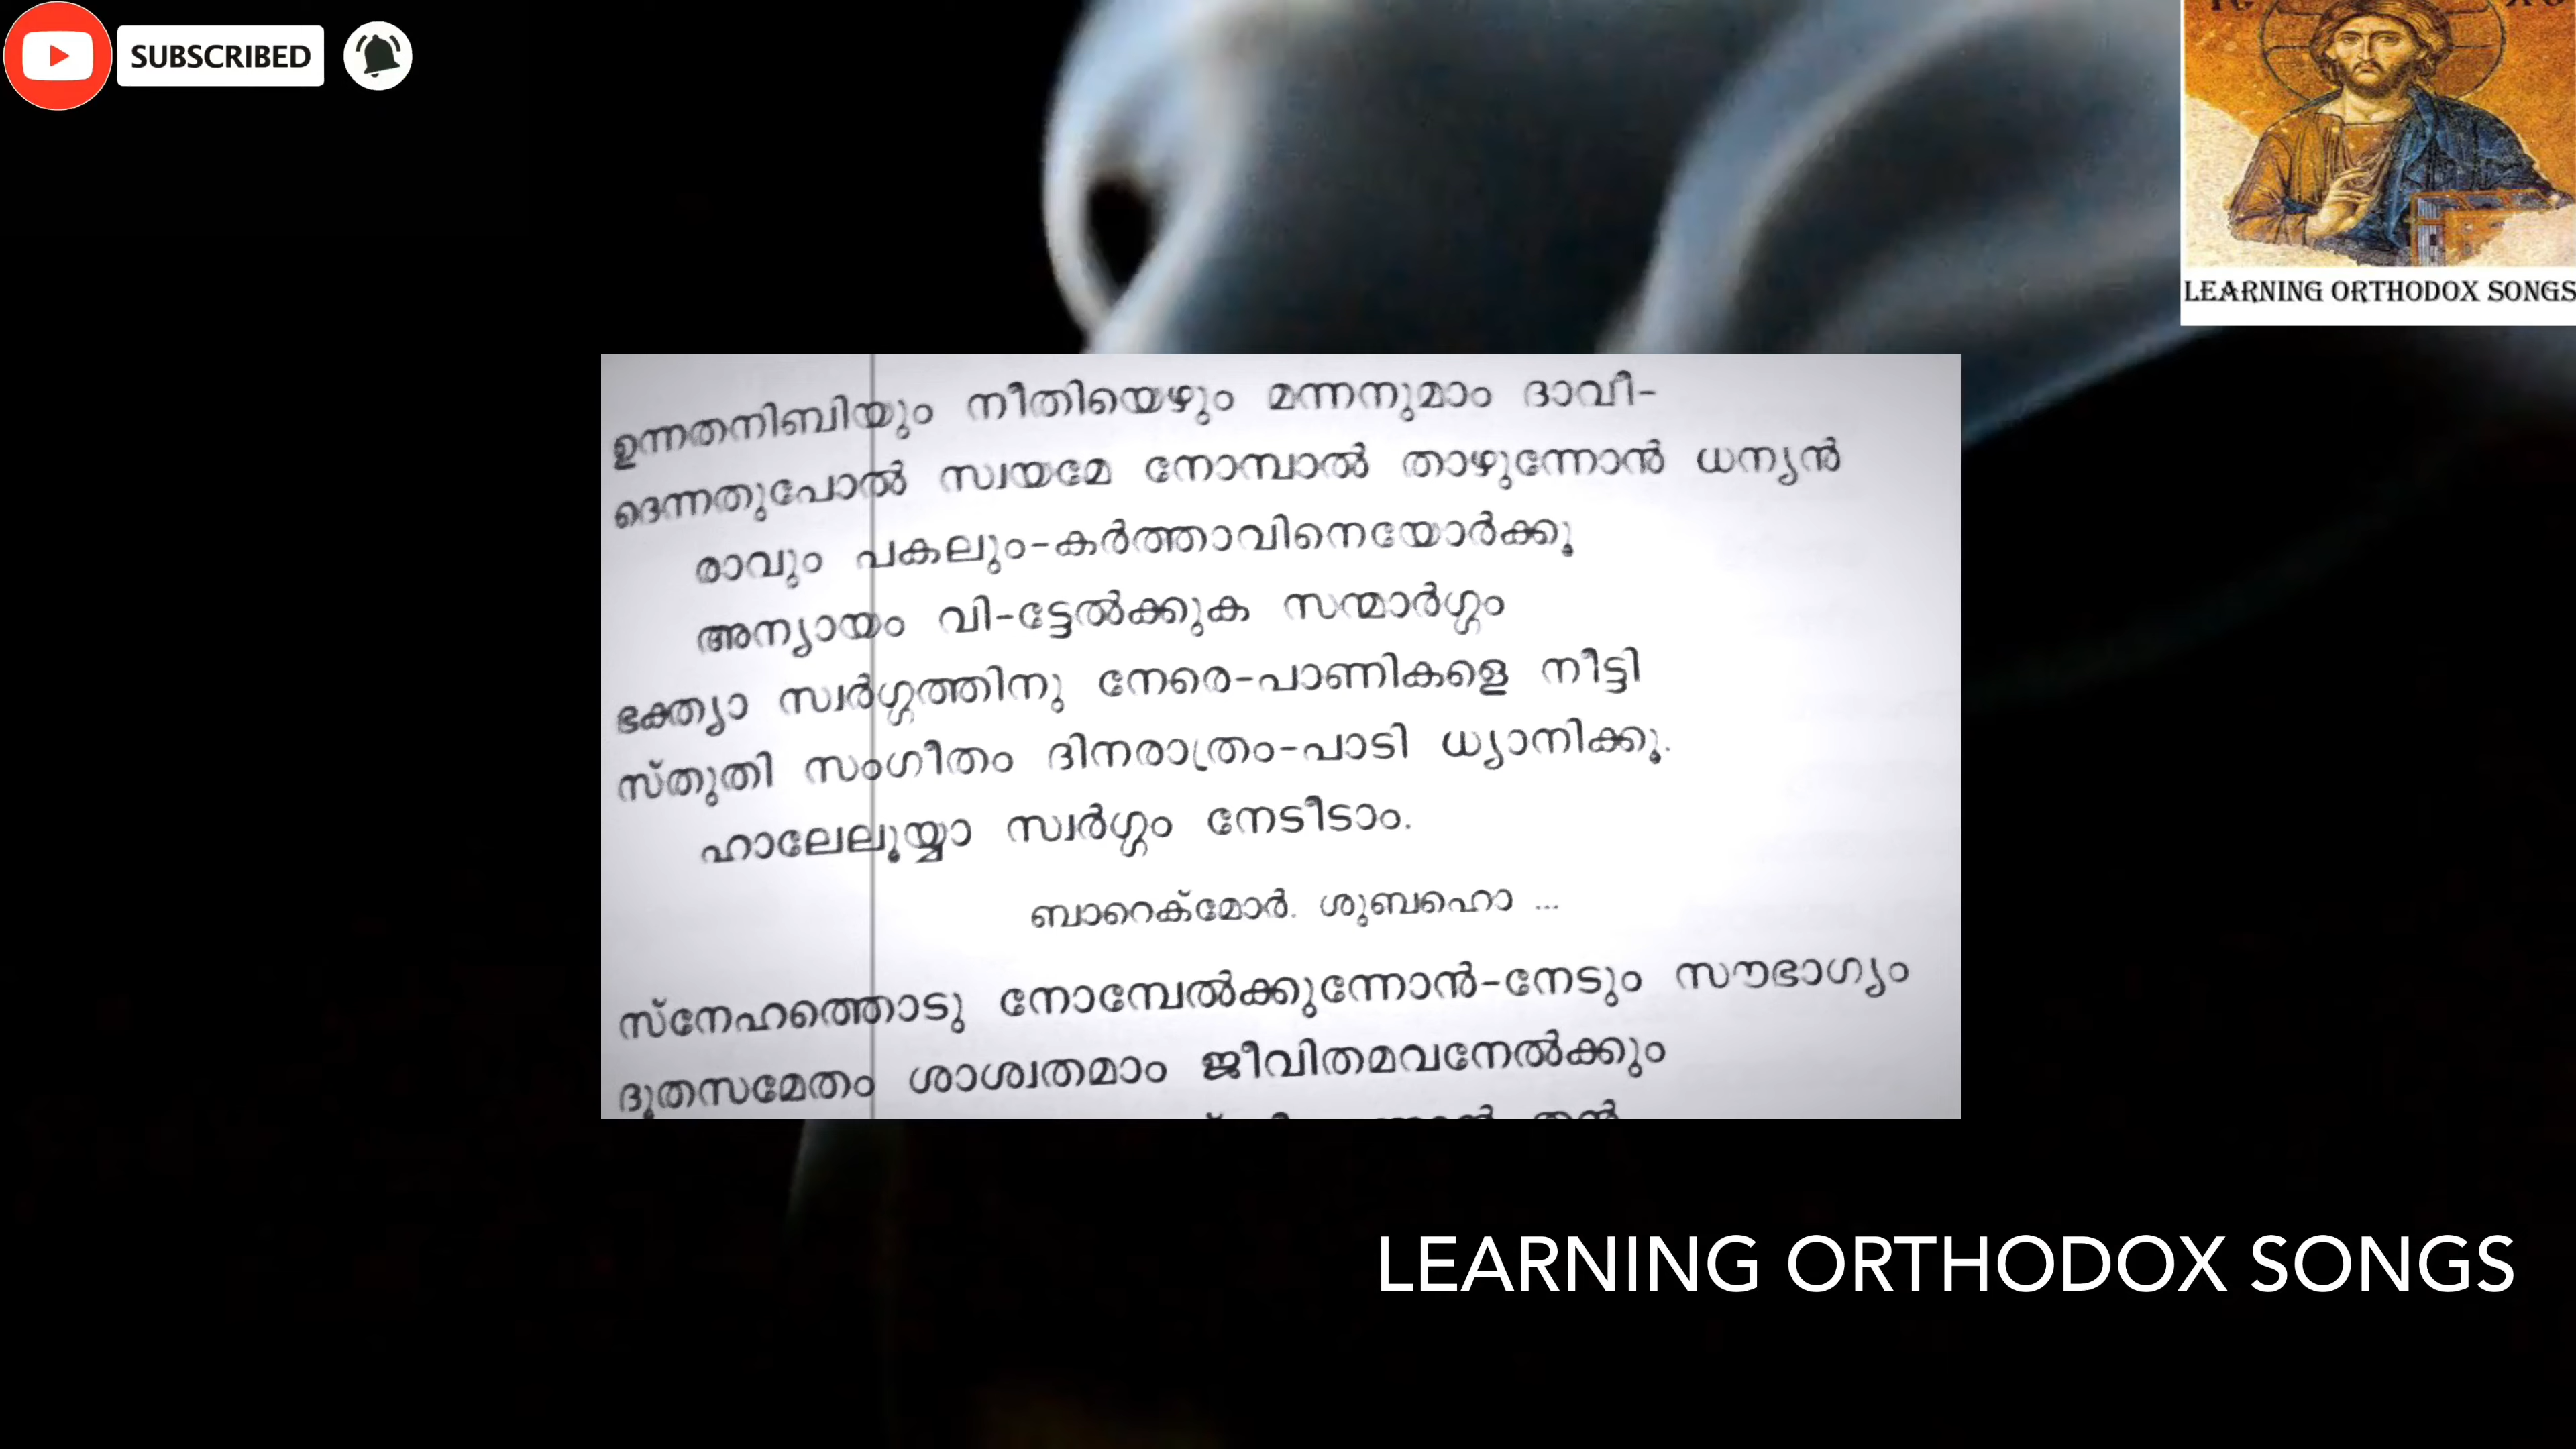 SUBSCRIBED
LEARNING ORTHODOX SONGS
ഉന്നതനിബിയും നീതിയെഴും മന്നനുമാം ദാവീ-
ദെന്നതുപോൽ സ്വയമേ നോമ്പാൽ താഴുന്നോൻ ധന്യൻ
രാവും പകലും-കർത്താവിനെയോർക്കൂ
അന്യായം വി-ട്ടേൽക്കുക സന്മാർഗ്ഗം
ഭക്ത്യാ സ്വർഗ്ഗത്തിനു നേരെ-പാണികളെ നീട്ടി
സ്തുതി സംഗീതം ദിനരാത്രം-പാടി ധ്യാനിക്കൂ.
ഹാലേലൂയ്യാ സ്വർഗ്ഗം നേടീടാം.
ബാറെക്മോർ. ശുബഹൊ ...
സ്നേഹത്തൊടു നോമ്പേൽക്കുന്നോൻ-നേടും സൗഭാഗ്യം
ദൂതസമേതം ശാശ്വതമാം ജീവിതമവനേൽക്കും
LEARNING ORTHODOX SONGS